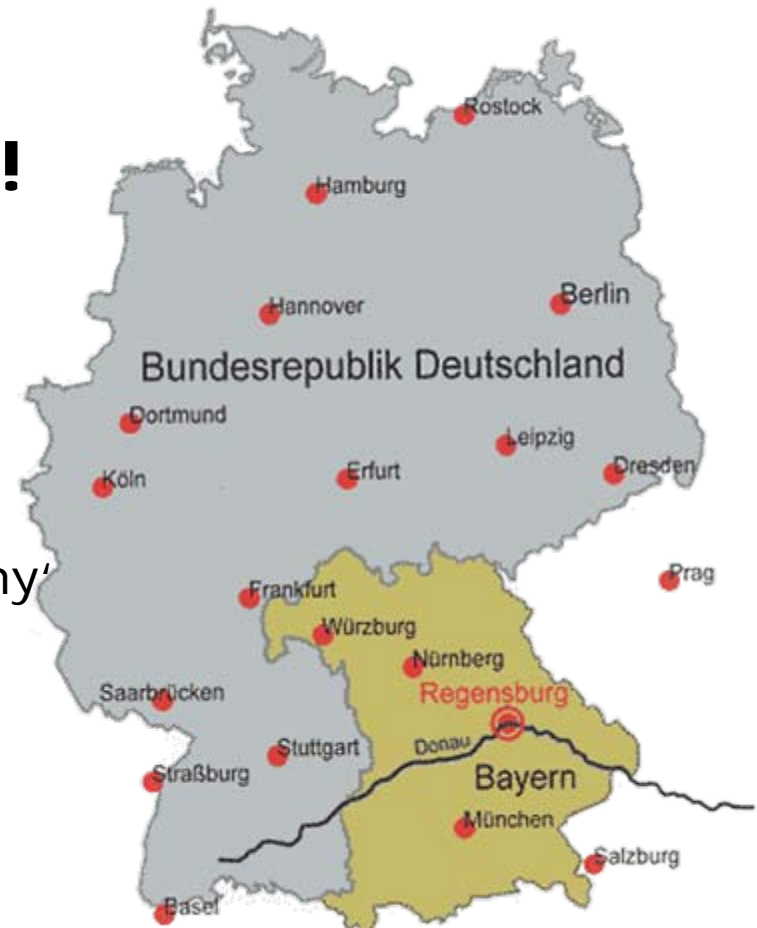 Rostock
!
Hamburg
Berlin
Hannover
Bundesrepublik Deutschland
Dortmund
Leipzig
Dresden
Erfurt
Köln
Prag
ny‘
Frankfurt
Würzburg
Nürnberg
Saarbrücken
Regensburg
Donau
Stuttgart
Straßburg
Bayern
München
Salzburg
Basel